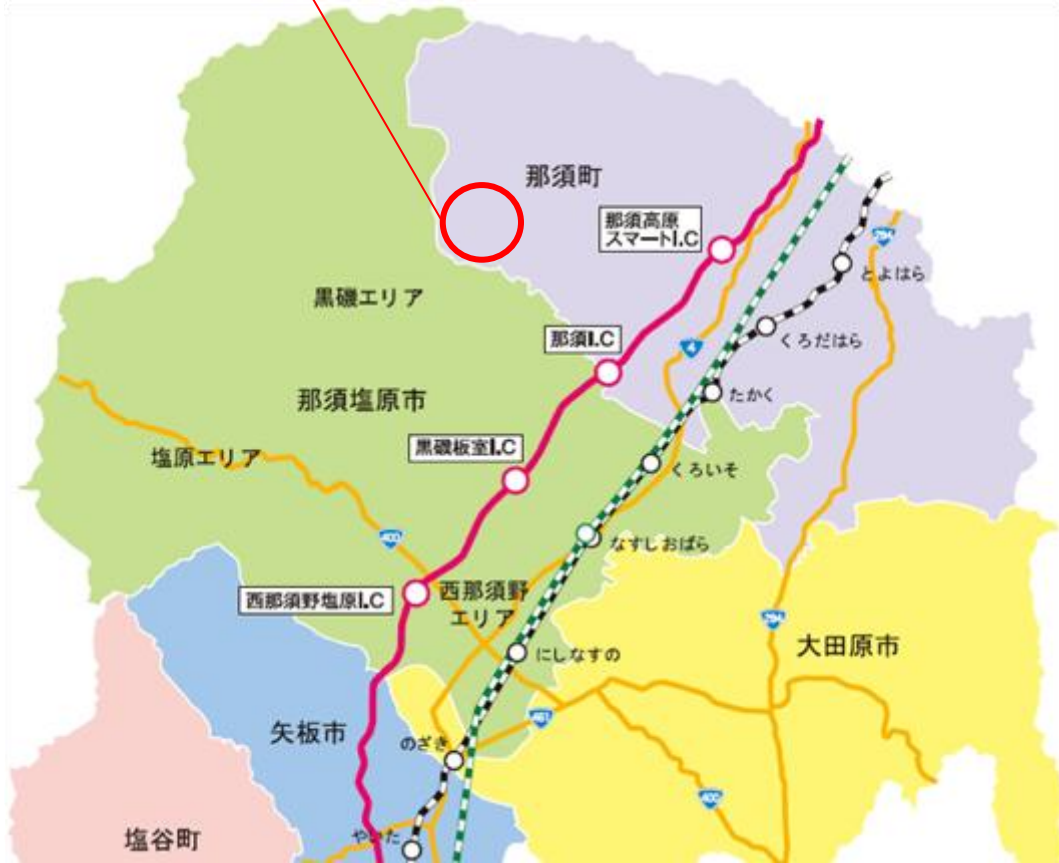 那須町
那須高原
スマートI.C
294
とよはら
黒磯エリア
那須I.C
4
くろだはら
那須塩原市
たかく
塩原エリア
黒磯板室I.C
くろいそ
400
なすしおばら
西那須野塩原I.C
西那須野
エリア
294
大田原市
にしなすの
矢板市
461
のざき
400
塩谷町
やいた